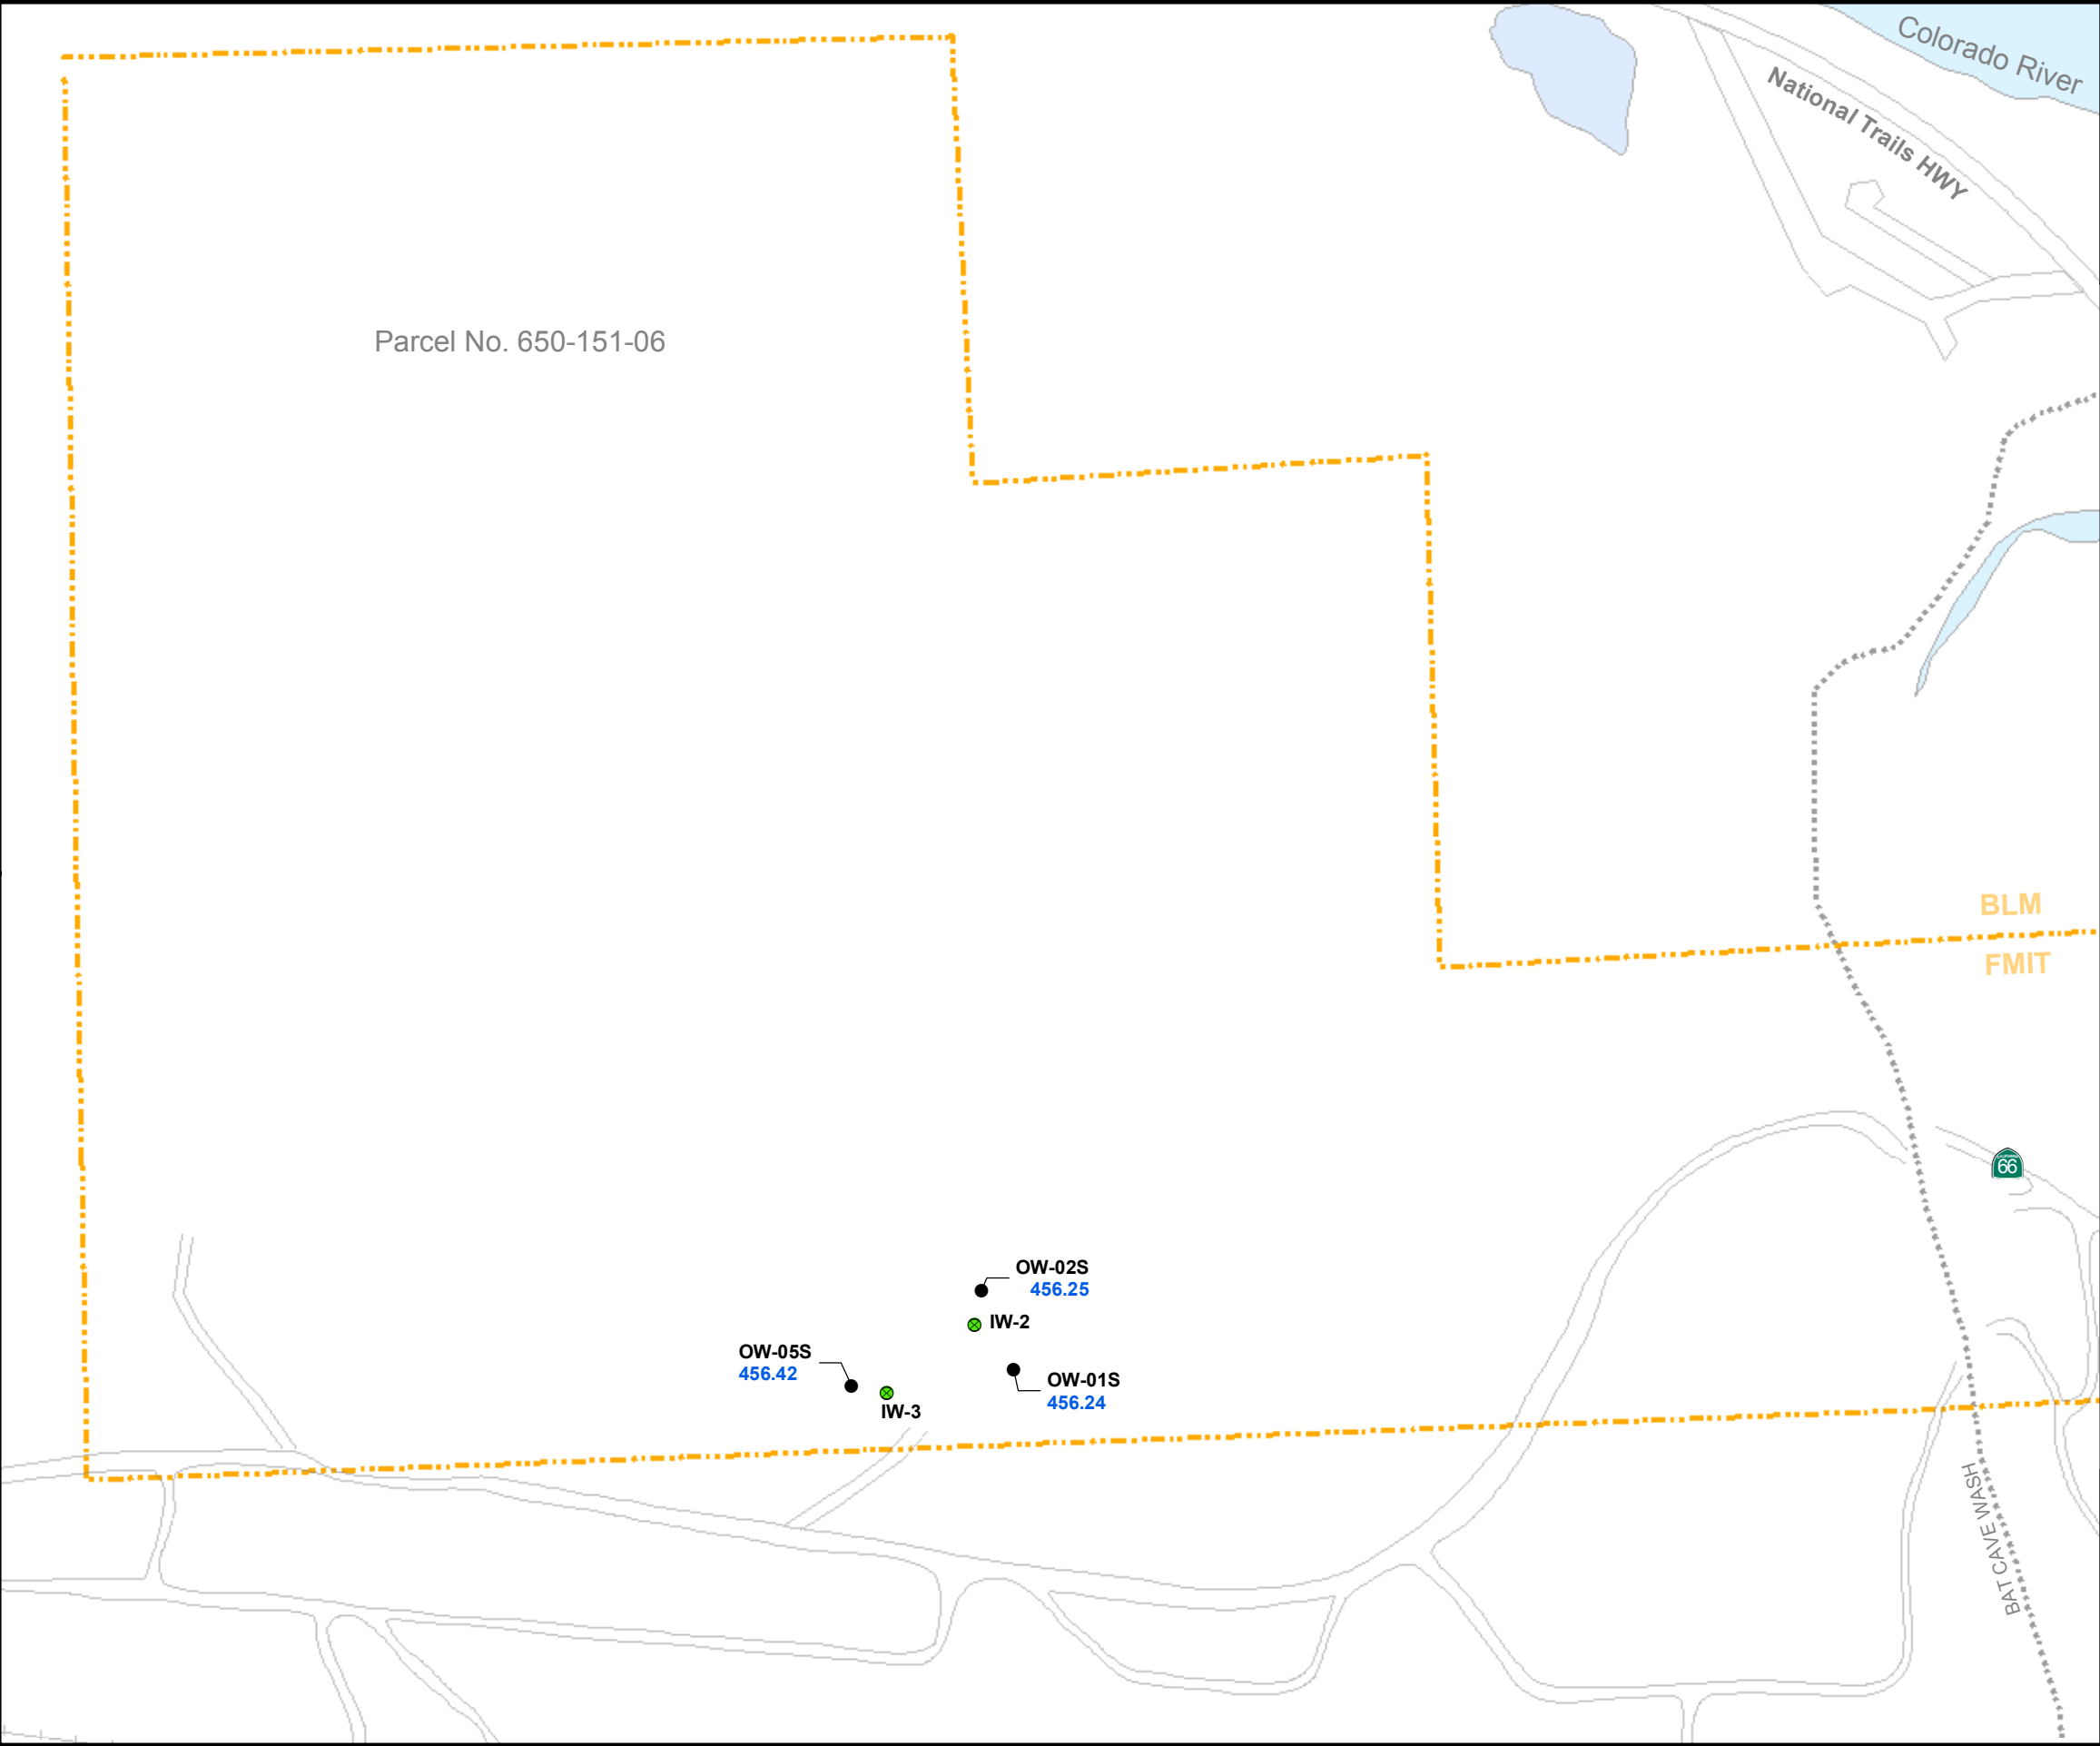 Colorado River
National Trails HWY
Parcel No. 650-151-06
BLM
FMIT
CALIFORNIA
66
OW-02S
456.25
IW-2
OW-05S
456.42
OW-01S
456.24
IW-3
BAT CAVE WASH